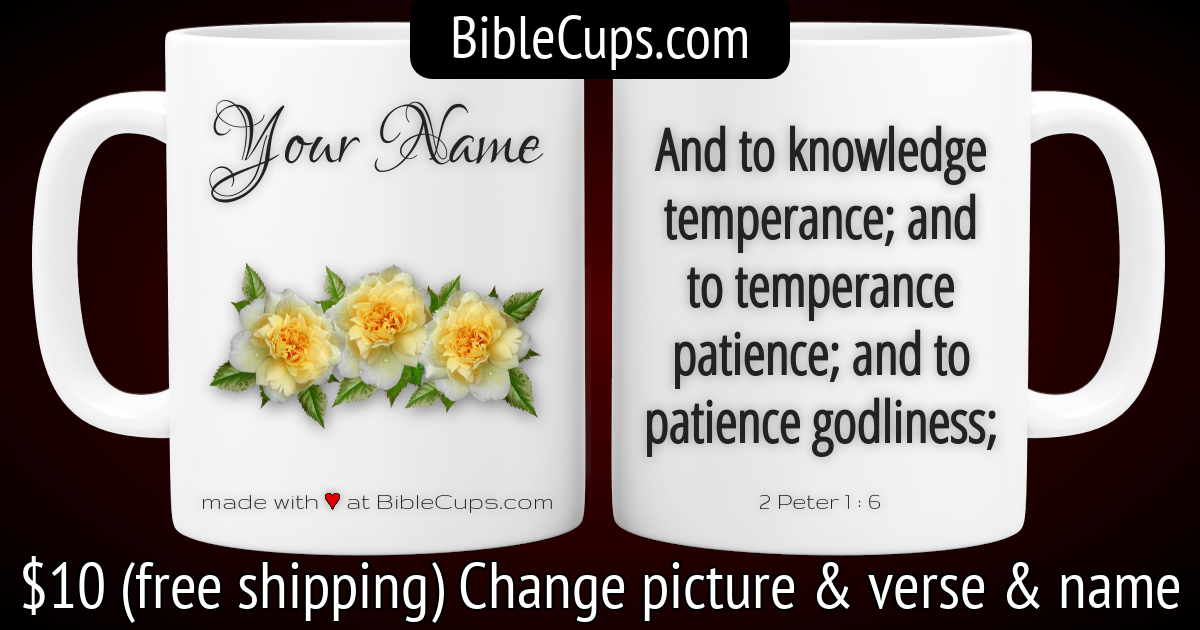 BibleCups.com
Your Name
made with ♥ at BibleCups.com
And to knowledge
temperance; and
to temperance
patience; and to
patience godliness;
2 Peter 1 : 6
$10 (free shipping) Change picture & verse & name